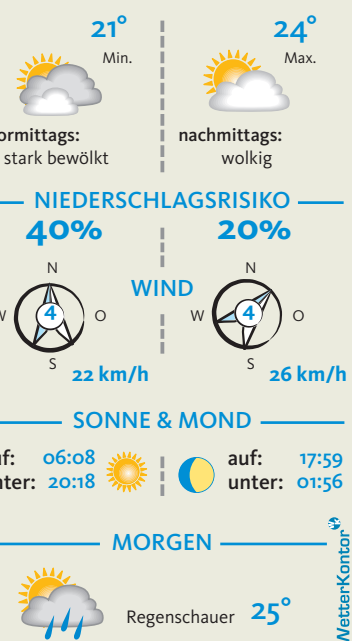 21°
24°
Min.
Max.
ormittags:
nachmittags:
stark bewölkt
wolkig
NIEDERSCHLAGSRISIKO
40%
20%
N
N
WIND
W
4
O
W
4
O
S
S
22 km/h
26 km/h
SONNE & MOND
uf:
06:08
auf:
17:59
nter:
20:18
unter:
01:56
MORGEN
Regenschauer
25°
WetterKontor